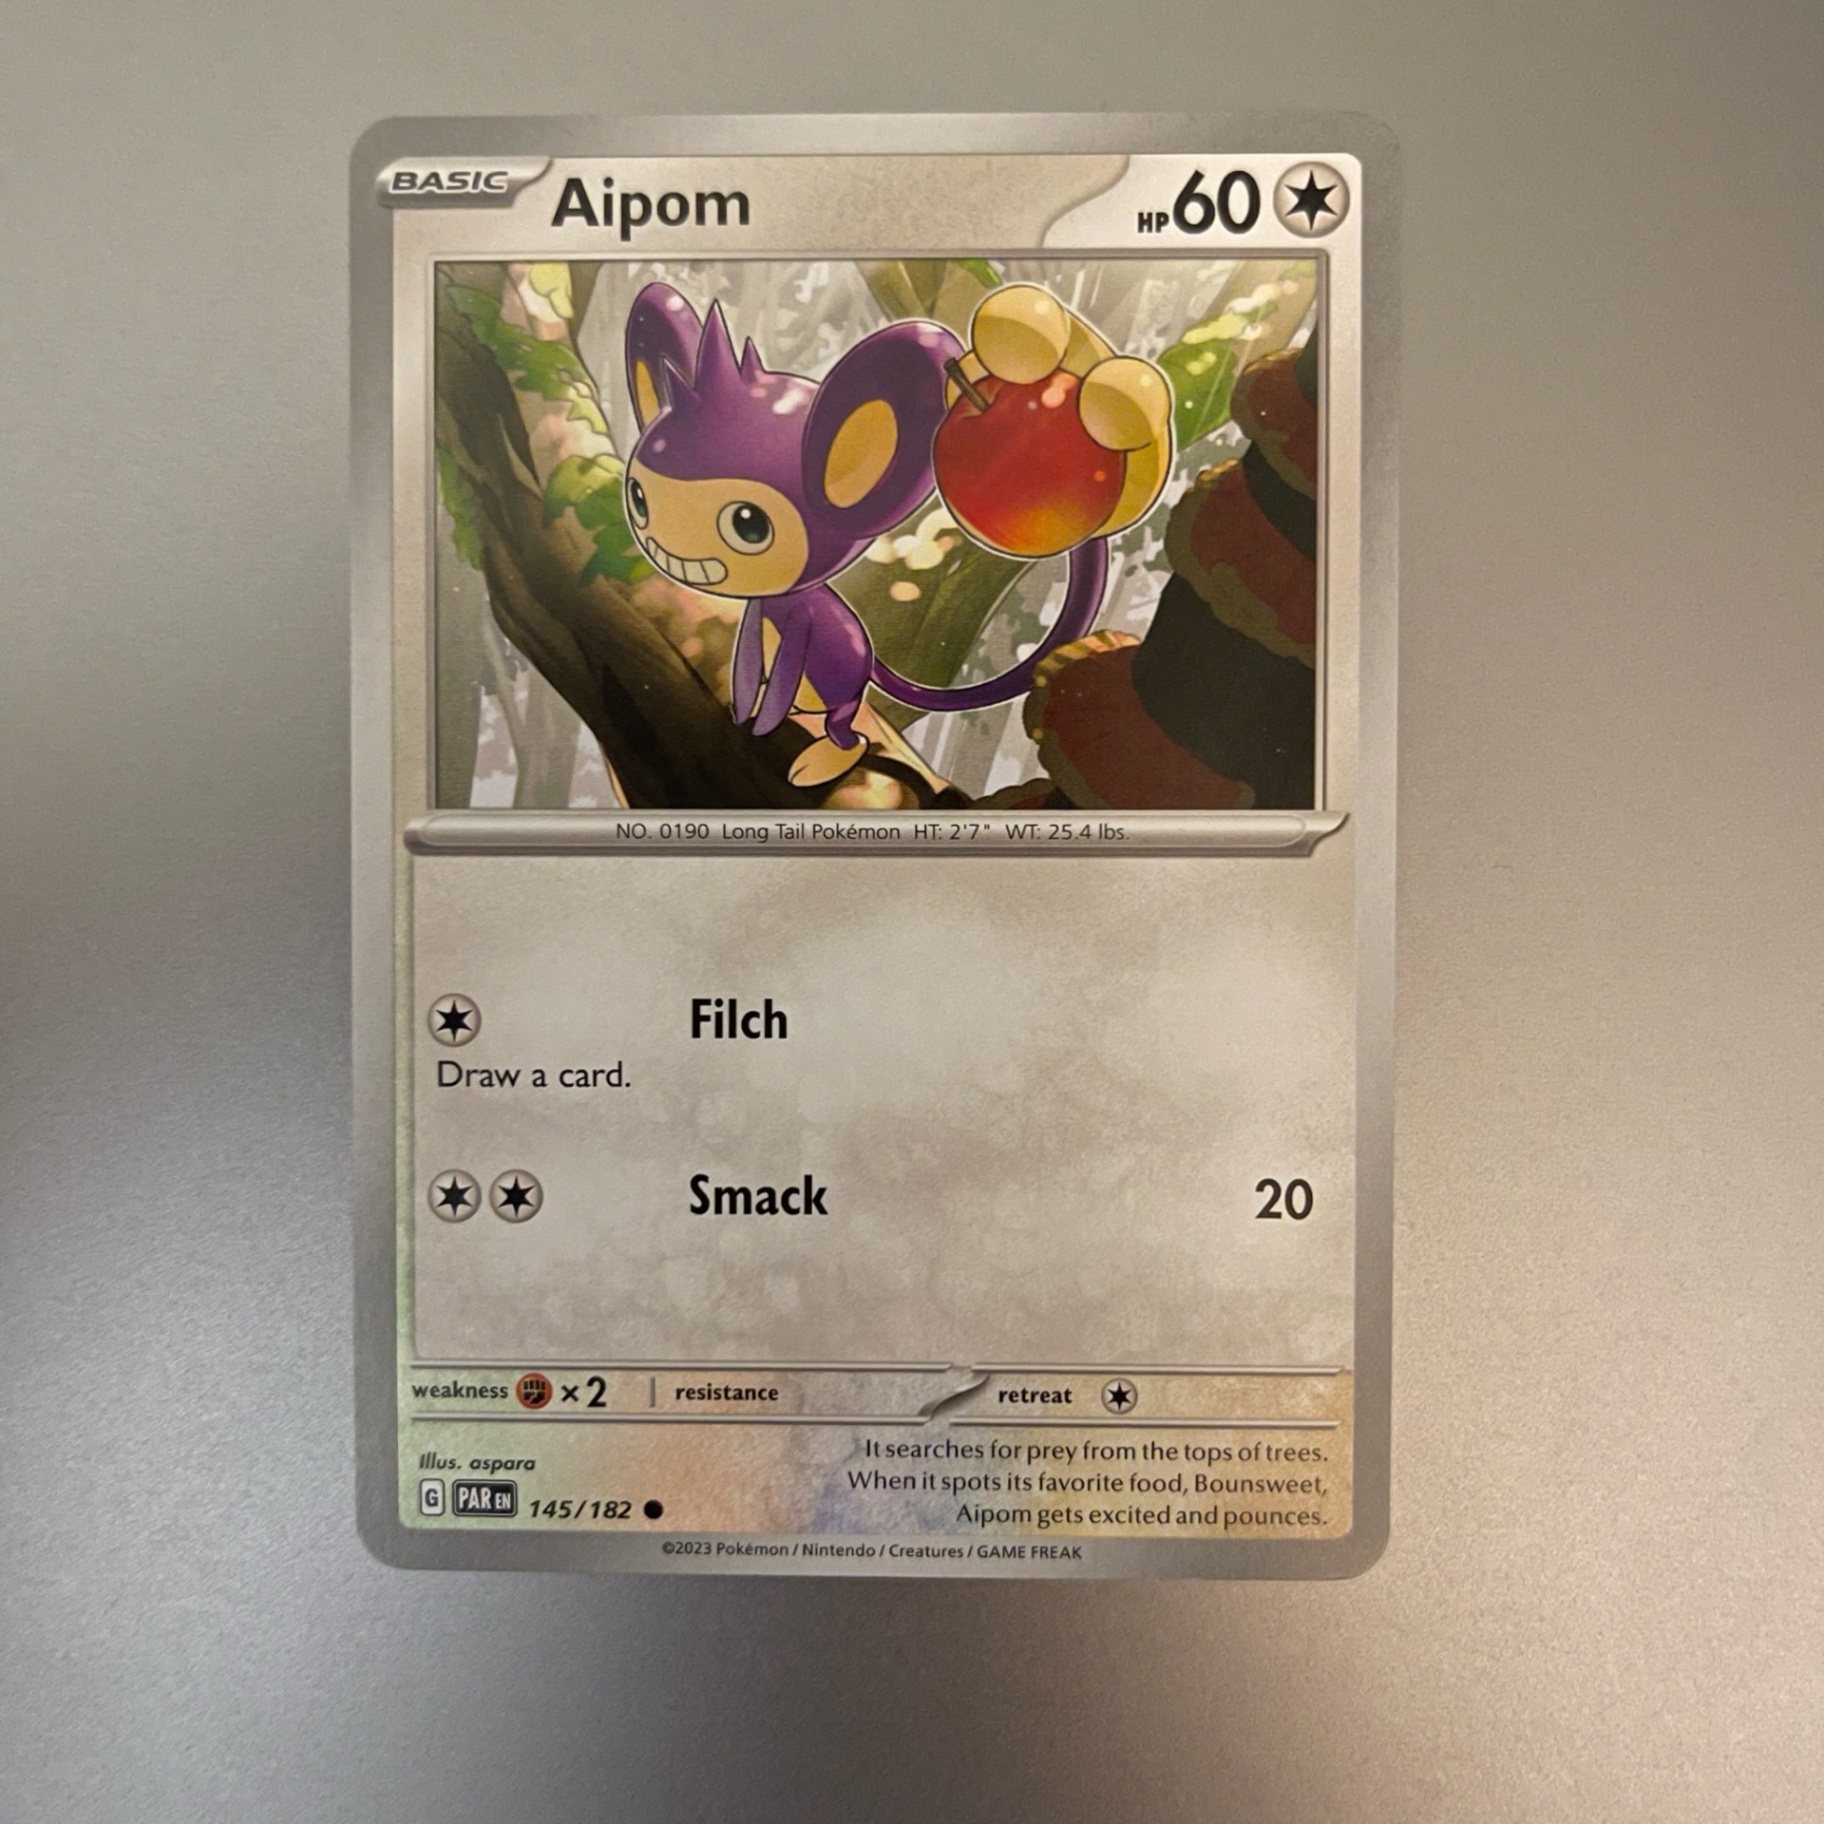 BASIC Aipom HP 60
NO. 0190 Long Tail Pokémon HT: 2'7" WT: 25.4 lbs.
Filch
Draw a card.
Smack 20
weakness ×2 | resistance retreat
It searches for prey from the tops of trees.
When it spots its favorite food, Bounsweet,
Aipom gets excited and pounces.
Illus. aspara
G PAR EN 145/182
©2023 Pokémon / Nintendo / Creatures / GAME FREAK